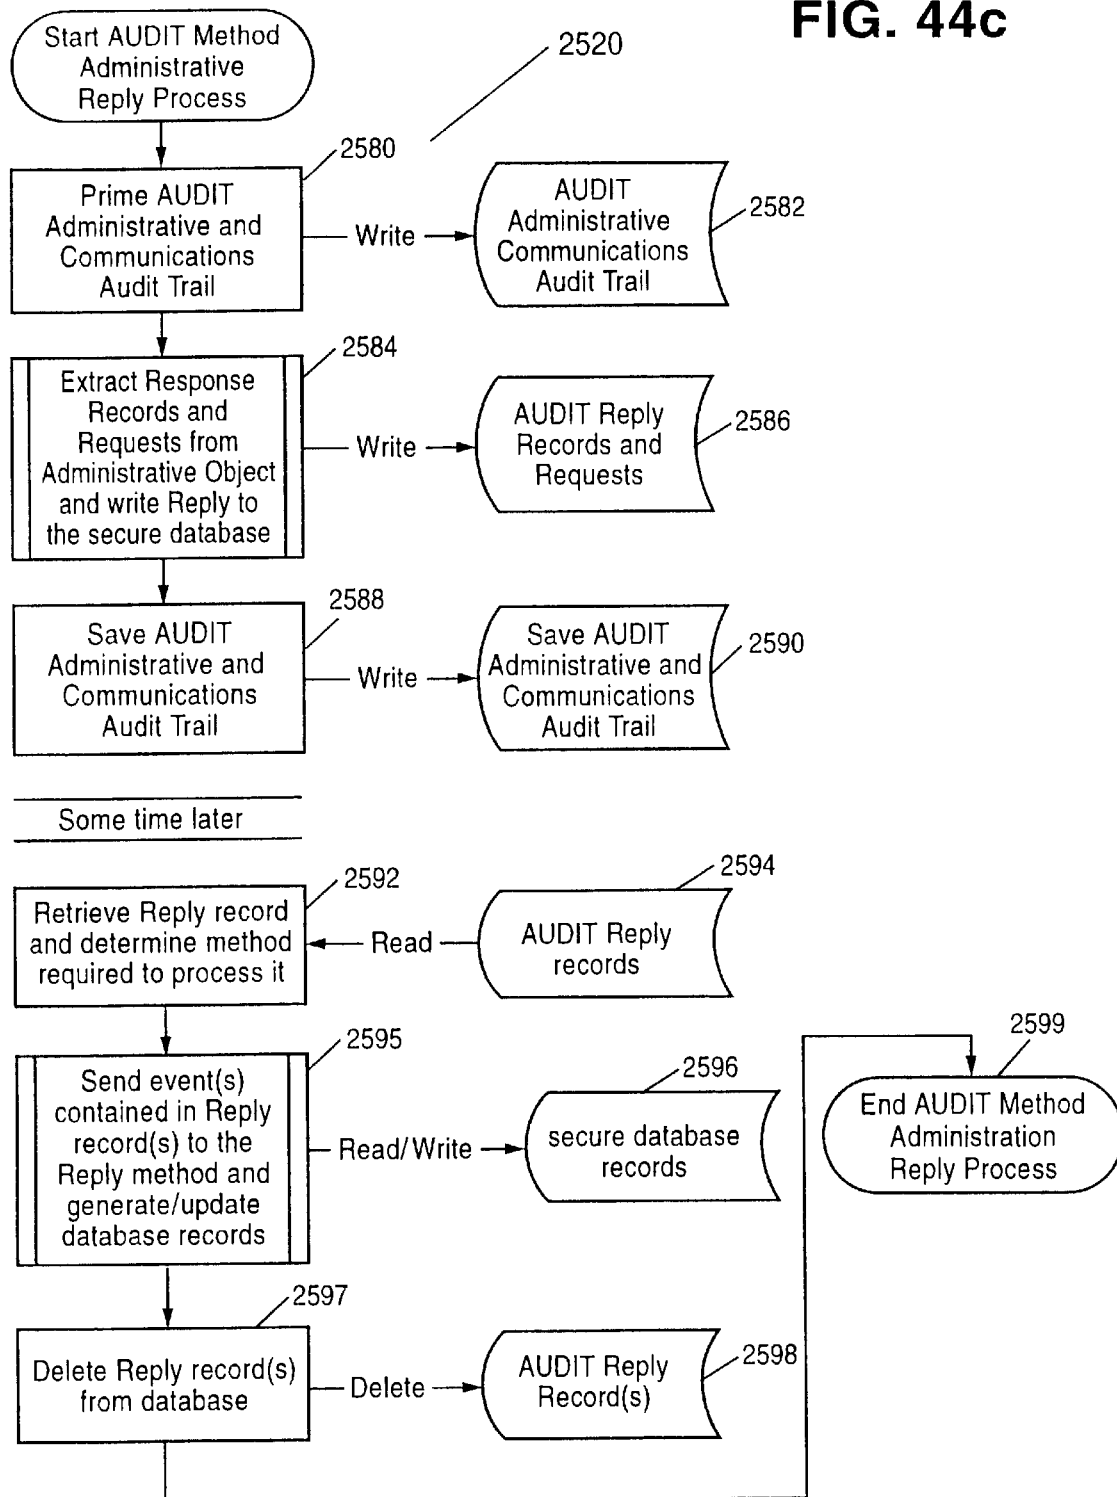 FIG. 44c
Start AUDIT Method
Administrative
Reply Process
2520
2580
Prime AUDIT
Administrative and
Communications
Audit Trail
Write
AUDIT
Administrative
Communications
Audit Trail
2582
2584
Extract Response
Records and
Requests from
Administrative Object
and write Reply to
the secure database
Write
AUDIT Reply
Records and
Requests
2586
2588
Save AUDIT
Administrative and
Communications
Audit Trail
Write
Save AUDIT
Administrative and
Communications
Audit Trail
2590
Some time later
2592
Retrieve Reply record
and determine method
required to process it
Read
AUDIT Reply
records
2594
2595
Send event(s)
contained in Reply
record(s) to the
Reply method and
generate/update
database records
Read/Write
secure database
records
2596
2597
Delete Reply record(s)
from database
Delete
AUDIT Reply
Record(s)
2598
2599
End AUDIT Method
Administration
Reply Process